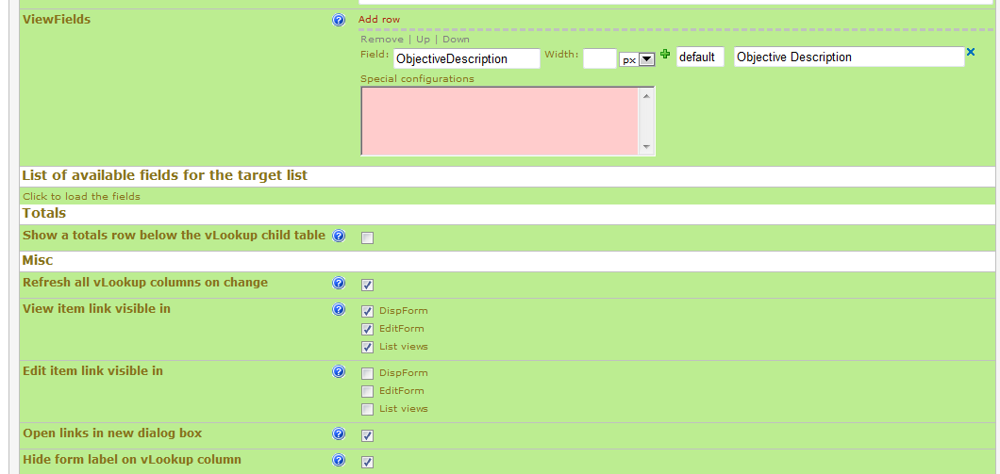 ViewFields ? Add row
Remove | Up | Down
Field: ObjectiveDescription Width: px default Objective Description
Special configurations
List of available fields for the target list
Click to load the fields
Totals
Show a totals row below the vLookup child table ?
Misc
Refresh all vLookup columns on change ?
View item link visible in ? DispForm
EditForm
List views
Edit item link visible in ? DispForm
EditForm
List views
Open links in new dialog box ?
Hide form label on vLookup column ?